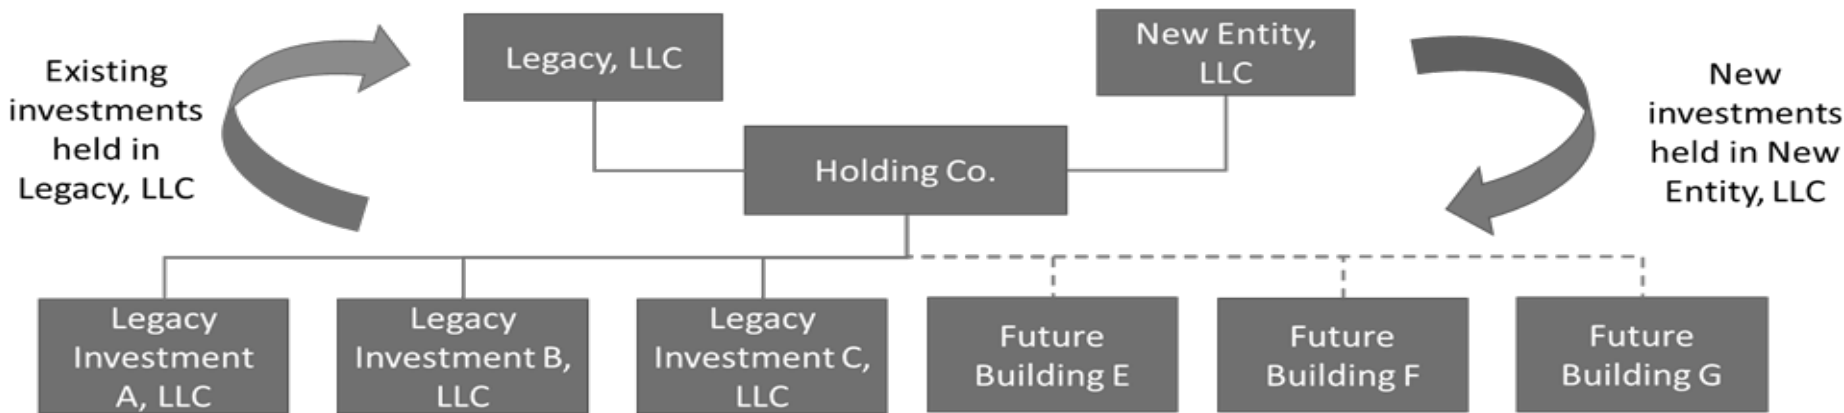 Existing
investments
held in
Legacy, LLC
Legacy, LLC
New Entity,
LLC
New
investments
held in New
Entity, LLC
Holding Co.
Legacy
Investment
A, LLC
Legacy
Investment B,
LLC
Legacy
Investment C,
LLC
Future
Building E
Future
Building F
Future
Building G